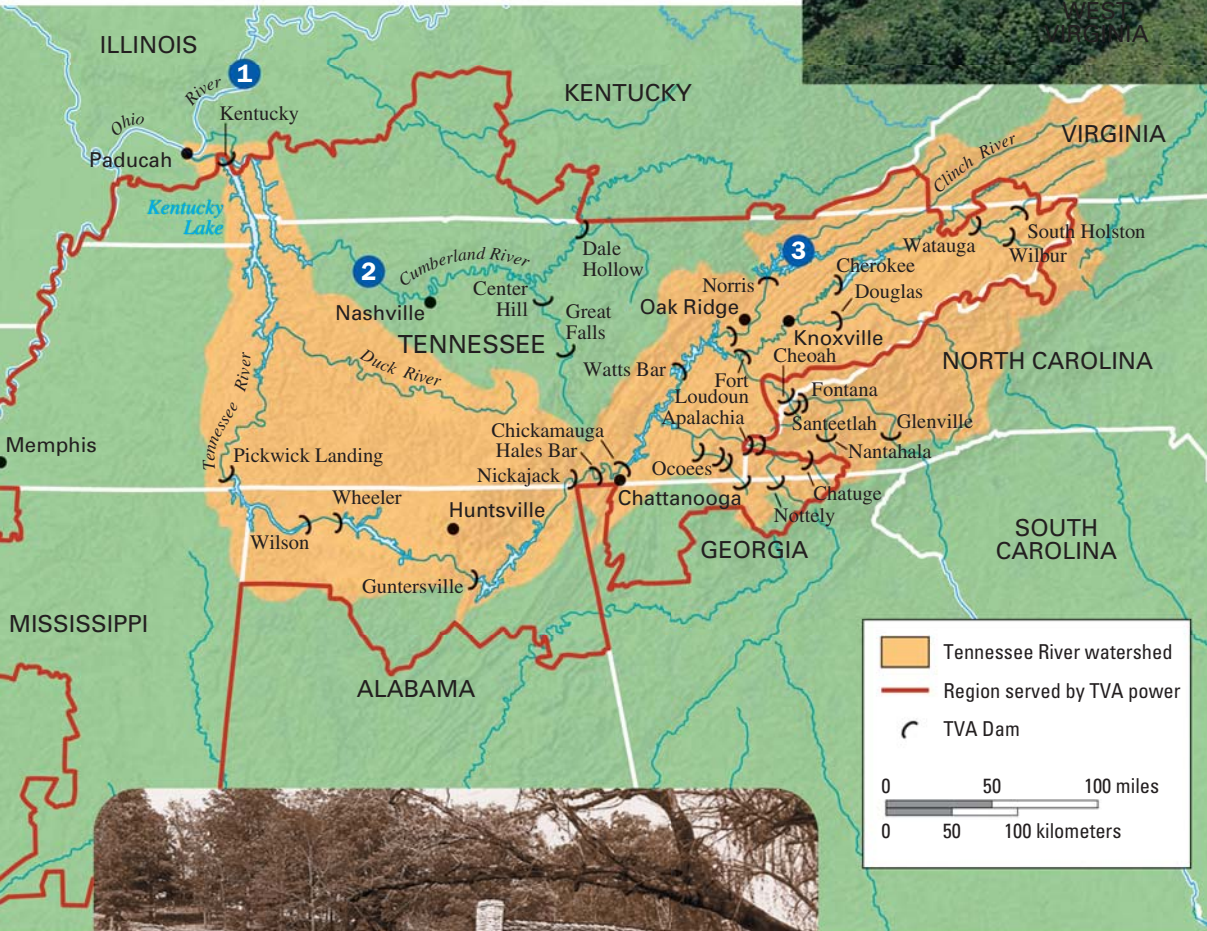 WEST
VIRGINIA
ILLINOIS
1
River
Ohio
Kentucky
KENTUCKY
VIRGINIA
Clinch River
Paducah
Kentucky
Lake
3
South Holston
Watauga
Wilbur
Dale
Hollow
2
Cumberland River
Center
Hill
Nashville
Great
Falls
TENNESSEE
Norris
Cherokee
Oak Ridge
Douglas
Knoxville
Cheoah
NORTH CAROLINA
Duck River
Watts Bar
Fort
Loudoun
Fontana
Apalachia
Santeetlah
Glenville
Nantahala
Tennessee River
Memphis
Pickwick Landing
Chickamauga
Hales Bar
Nickajack
Ocoees
Chattanooga
Chatuge
Nottely
Wheeler
Huntsville
Wilson
Guntersville
GEORGIA
SOUTH
CAROLINA
MISSISSIPPI
ALABAMA
Tennessee River watershed
Region served by TVA power
TVA Dam
0 50 100 miles
0 50 100 kilometers